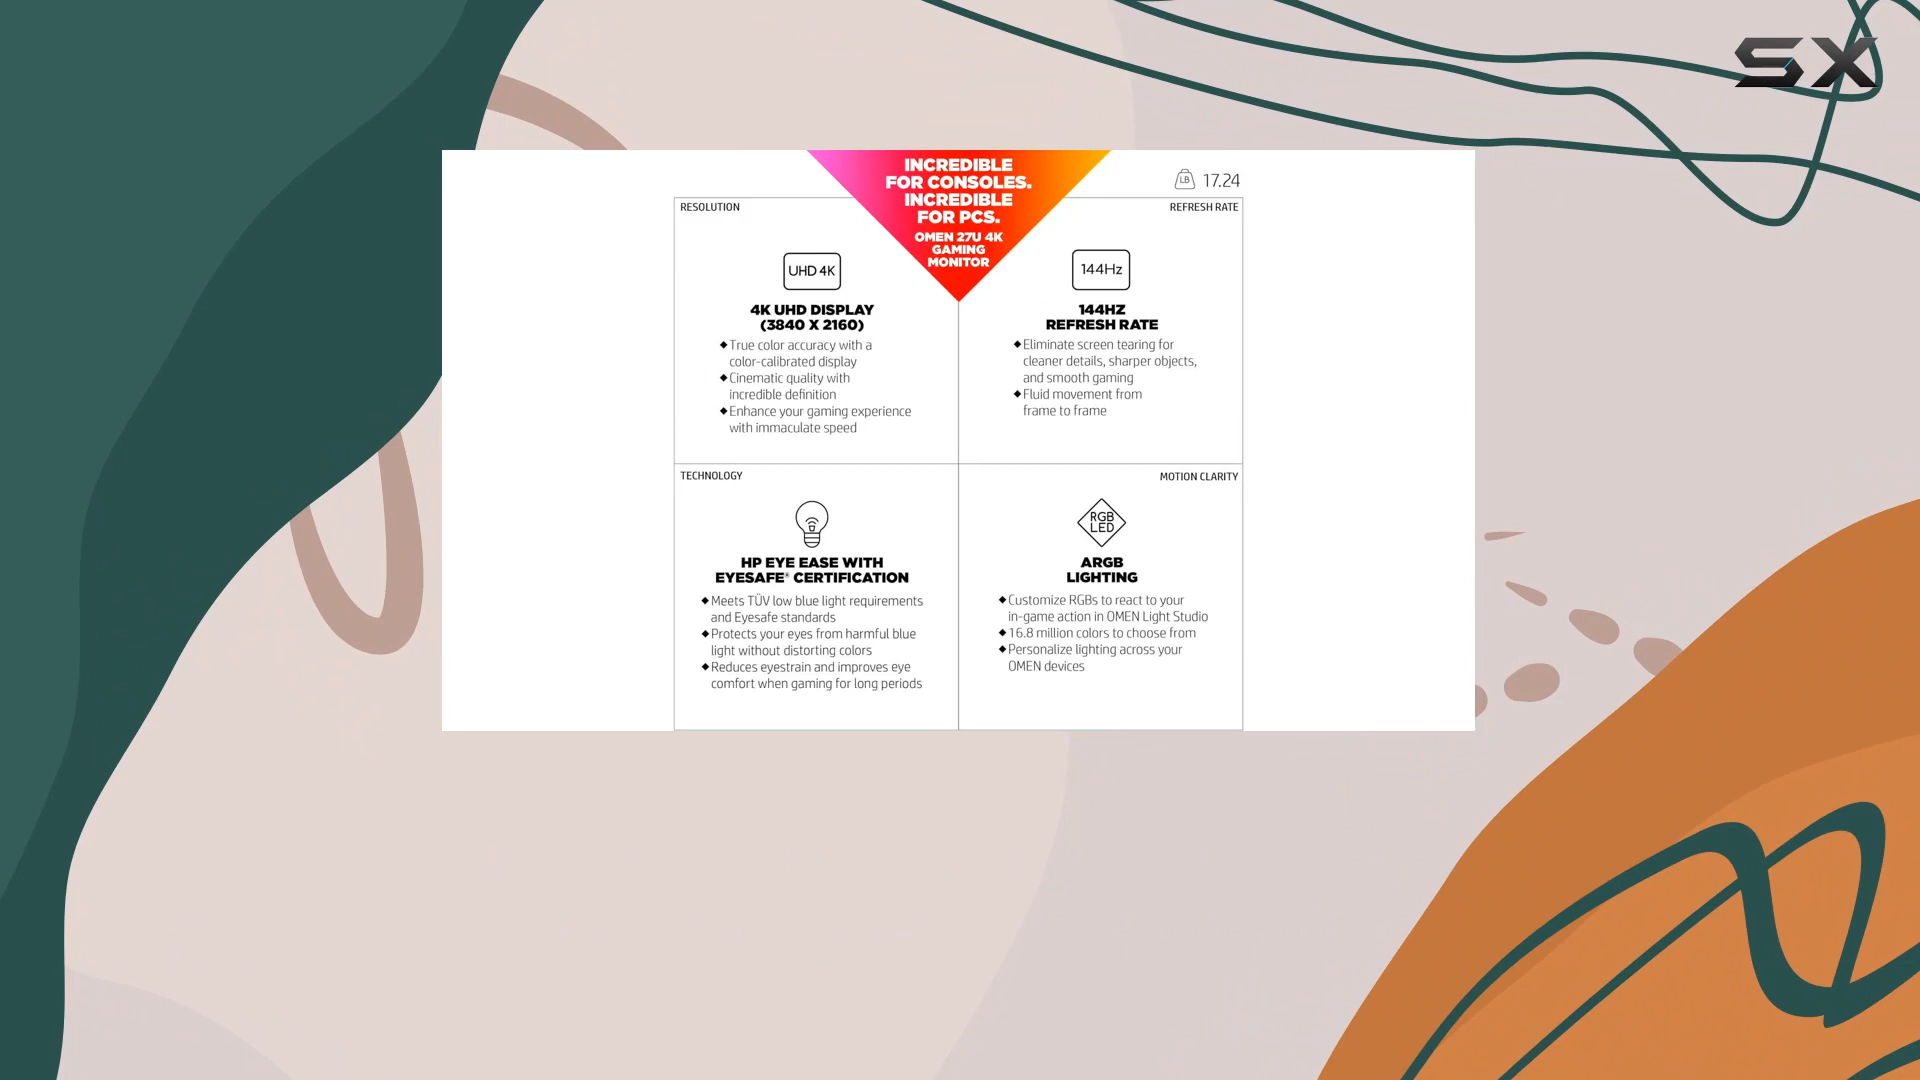 SX
INCREDIBLE
FOR CONSOLES.
INCREDIBLE
FOR PCS.
OMEN 27U 4K
GAMING
MONITOR
LB 17.24
RESOLUTION
UHD 4K
4K UHD DISPLAY
(3840 X 2160)
◆True color accuracy with a
color-calibrated display
◆Cinematic quality with
incredible definition
◆Enhance your gaming experience
with immaculate speed
REFRESH RATE
144Hz
144HZ
REFRESH RATE
◆Eliminate screen tearing for
cleaner details, sharper objects,
and smooth gaming
◆Fluid movement from
frame to frame
TECHNOLOGY
HP EYE EASE WITH
EYESAFE® CERTIFICATION
◆Meets TÜV low blue light requirements
and Eyesafe standards
◆Protects your eyes from harmful blue
light without distorting colors
◆Reduces eyestrain and improves eye
comfort when gaming for long periods
MOTION CLARITY
RGB
LED
ARGB
LIGHTING
◆Customize RGBs to react to your
in-game action in OMEN Light Studio
◆16.8 million colors to choose from
◆Personalize lighting across your
OMEN devices